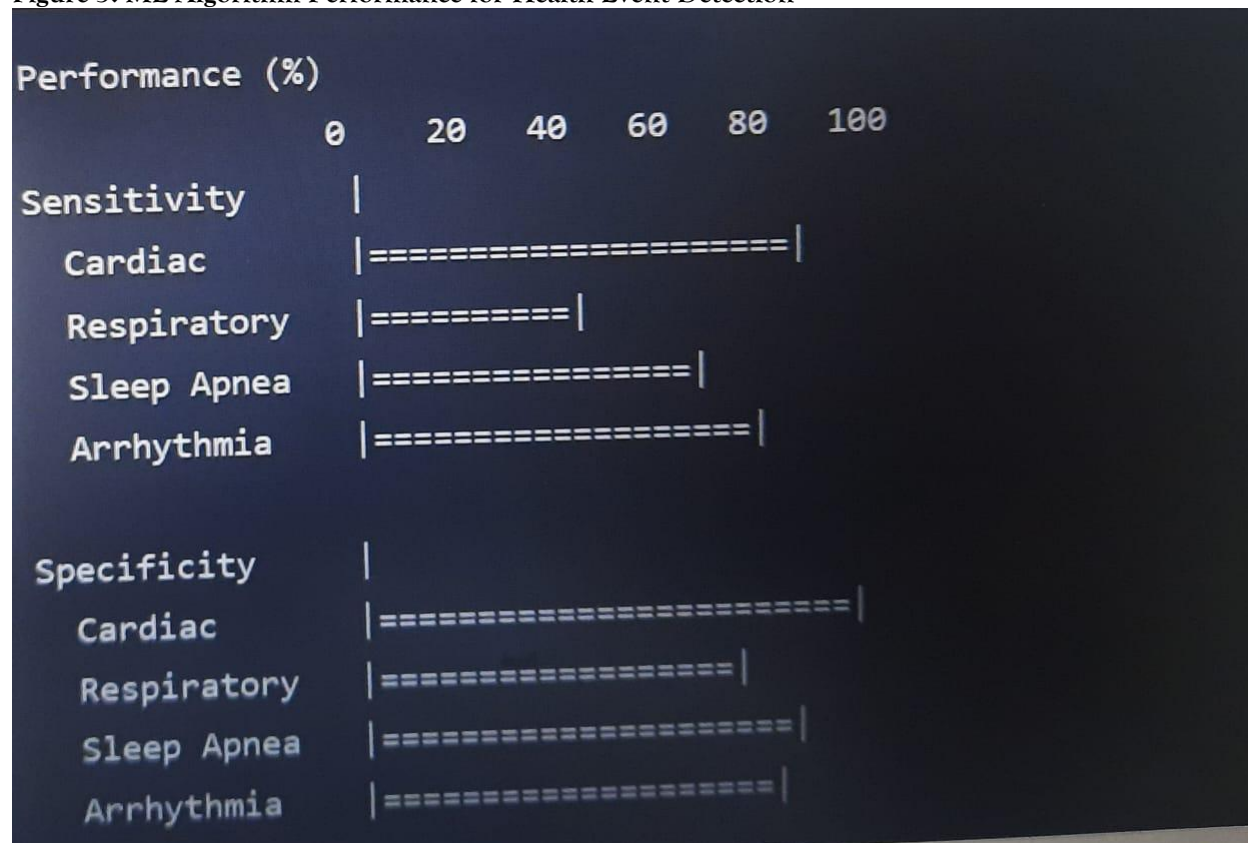 Performance (%)
0 20 40 60 80 100
Sensitivity |
Cardiac |=====================|
Respiratory |==========|
Sleep Apnea |================|
Arrhythmia |===================|
Specificity |
Cardiac |========================|
Respiratory |==================|
Sleep Apnea |=====================|
Arrhythmia |====================|